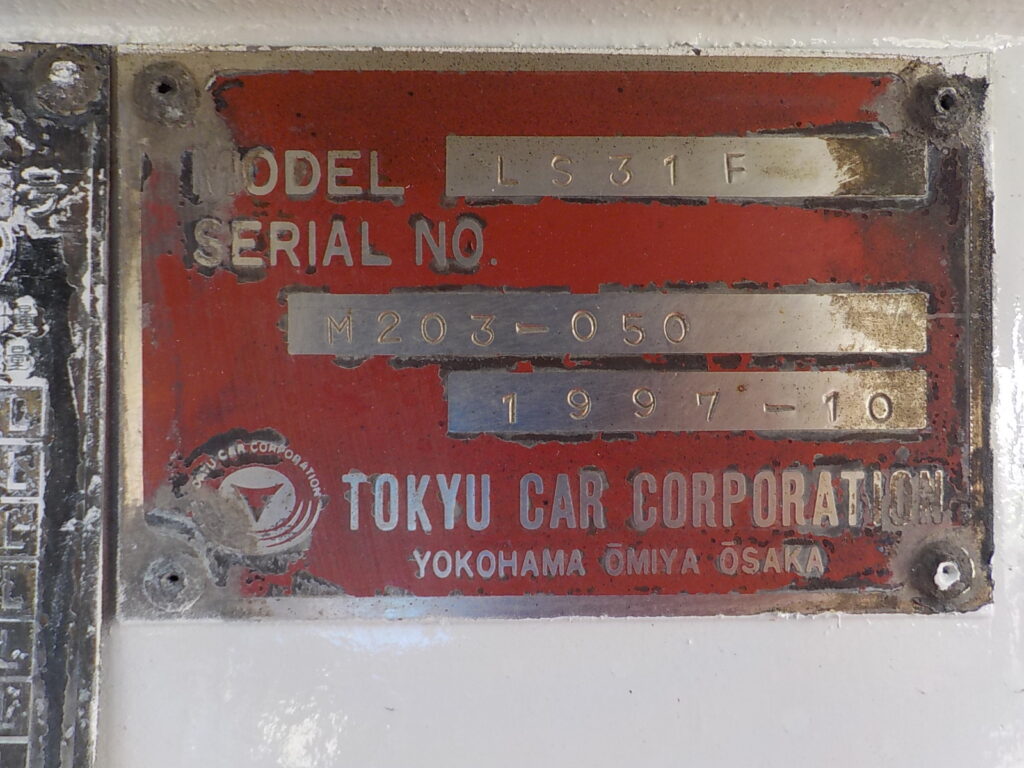 MODEL LS31F
SERIAL NO.
M203-050
1997-10
TOKYU CAR CORPORATION
TOKYU CAR CORPORATION
YOKOHAMA ŌMIYA ŌSAKA